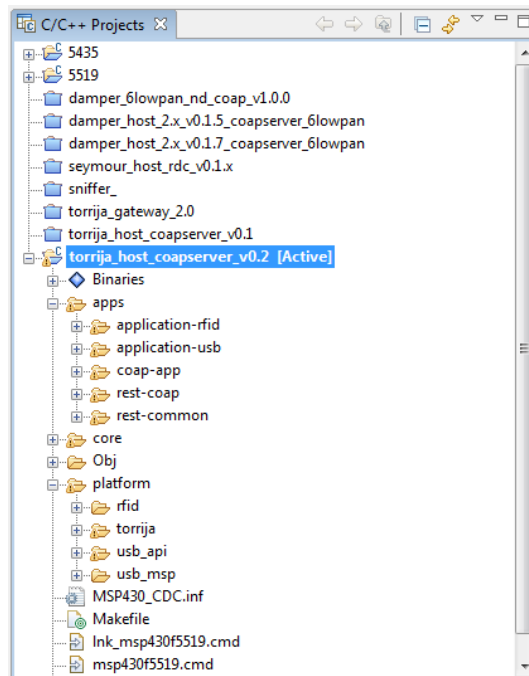 C/C++ Projects
5435
5519
damper_6lowpan_nd_coap_v1.0.0
damper_host_2.x_v0.1.5_coapserver_6lowpan
damper_host_2.x_v0.1.7_coapserver_6lowpan
seymour_host_rdc_v0.1.x
sniffer_
torrija_gateway_2.0
torrija_host_coapserver_v0.1
torrija_host_coapserver_v0.2 [Active]
Binaries
apps
application-rfid
application-usb
coap-app
rest-coap
rest-common
core
Obj
platform
rfid
torrija
usb_api
usb_msp
MSP430_CDC.inf
Makefile
lnk_msp430f5519.cmd
msp430f5519.cmd